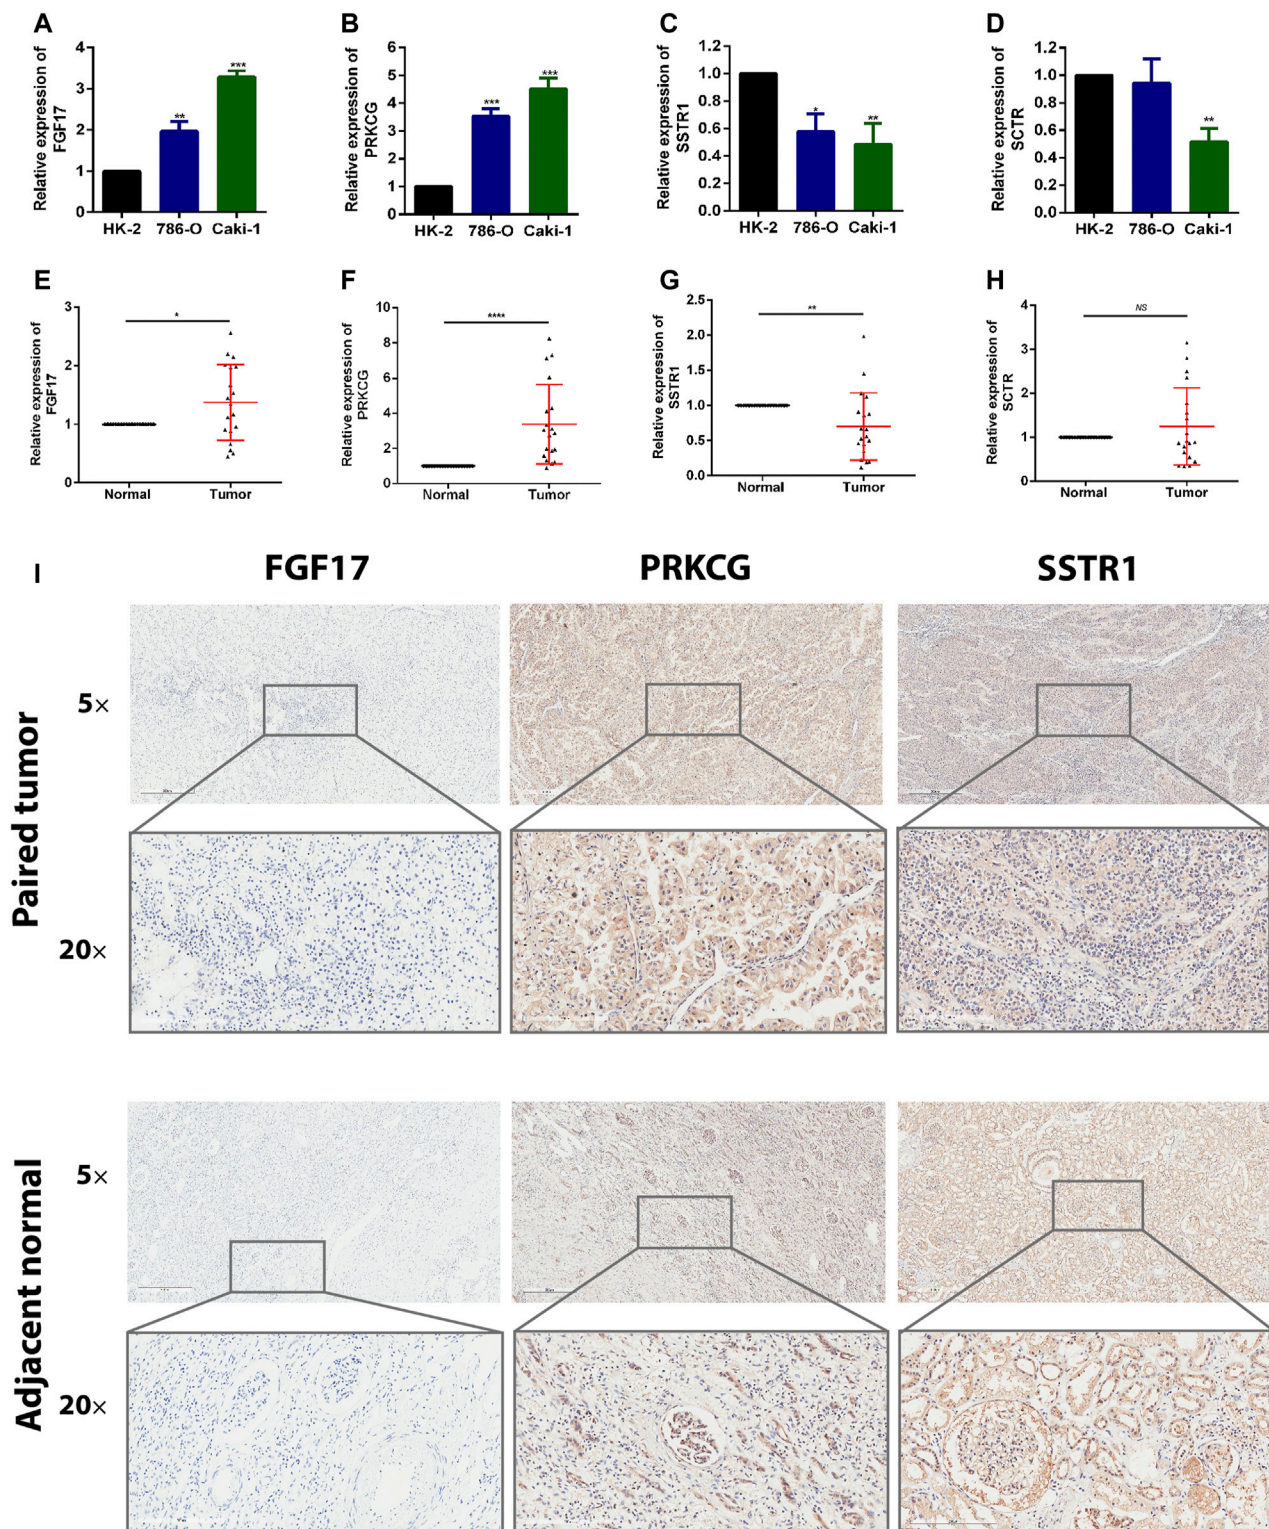 A
B
C
D
Relative expression of
FGF17
4
3
2
1
0
**
***
HK-2 786-O Caki-1
Relative expression of
PRKCG
6
5
4
3
2
1
0
***
***
HK-2 786-O Caki-1
Relative expression of
SSTR1
1.2
1.0
0.8
0.6
0.4
0.2
0.0
*
**
HK-2 786-O Caki-1
Relative expression of
SCTR
1.2
1.0
0.8
0.6
0.4
0.2
0.0
**
HK-2 786-O Caki-1
E
F
G
H
Relative expression of
FGF17
3
2
1
0
*
Normal Tumor
Relative expression of
PRKCG
10
8
6
4
2
0
****
Normal Tumor
Relative expression of
SSTR1
2.5
2.0
1.5
1.0
0.5
0.0
**
Normal Tumor
Relative expression of
SCTR
4
3
2
1
0
NS
Normal Tumor
I
FGF17 PRKCG SSTR1
Paired tumor
5×
20×
Adjacent normal
5×
20×